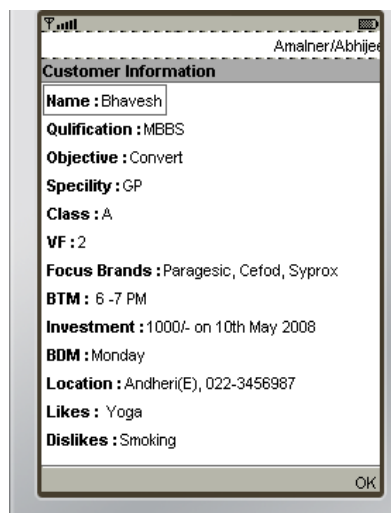 Amalner/Abhijee
Customer Information
Name : Bhavesh
Qulification : MBBS
Objective : Convert
Specility : GP
Class : A
VF : 2
Focus Brands : Paragesic, Cefod, Syprox
BTM : 6 -7 PM
Investment : 1000/- on 10th May 2008
BDM : Monday
Location : Andheri(E), 022-3456987
Likes : Yoga
Dislikes : Smoking
OK